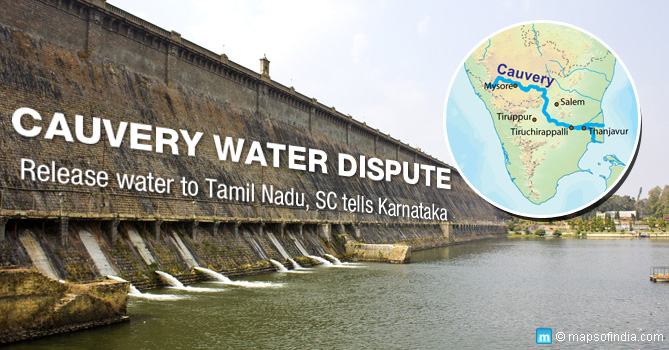 CAUVERY WATER DISPUTE
Release water to Tamil Nadu, SC tells Karnataka
Cauvery
Mysore
Salem
Tiruppur
Tiruchirappalli
Thanjavur
m © mapsofindia.com